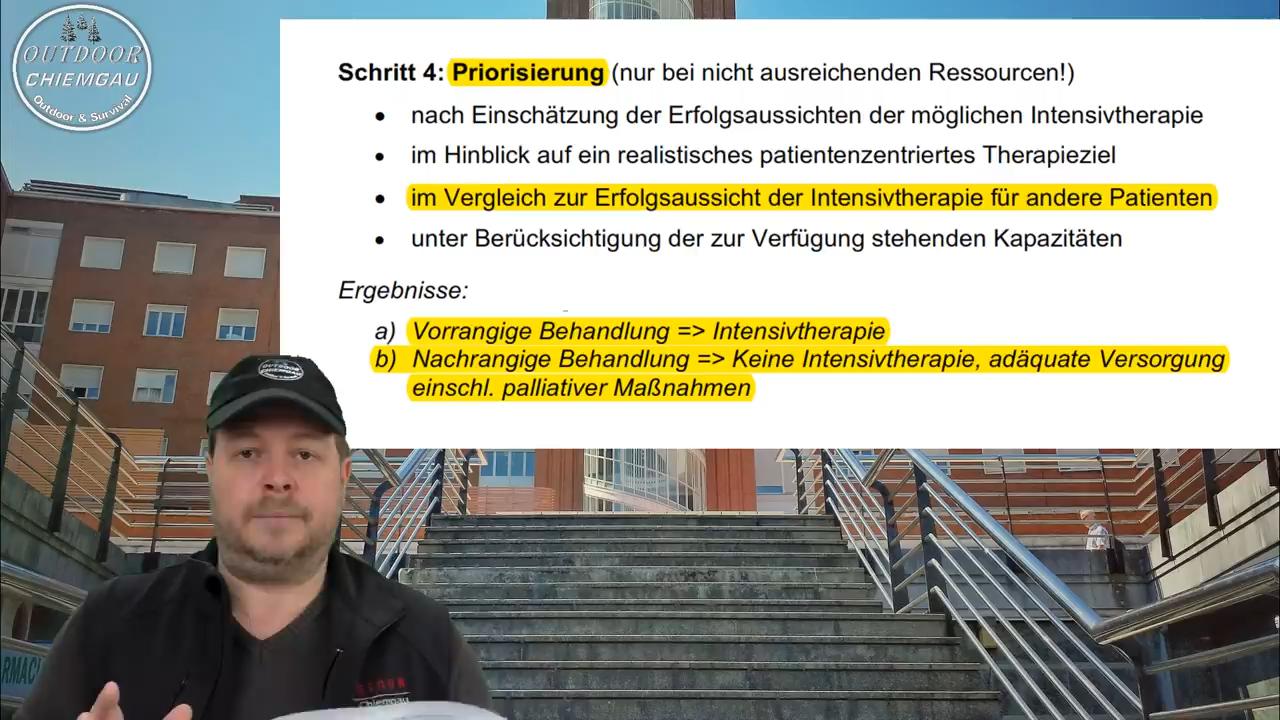 OUTDOOR
CHIEMGAU
Outdoor & Survival
Schritt 4: Priorisierung (nur bei nicht ausreichenden Ressourcen!)
• nach Einschätzung der Erfolgsaussichten der möglichen Intensivtherapie
• im Hinblick auf ein realistisches patientenzentriertes Therapieziel
• im Vergleich zur Erfolgsaussicht der Intensivtherapie für andere Patienten
• unter Berücksichtigung der zur Verfügung stehenden Kapazitäten
Ergebnisse:
a) Vorrangige Behandlung => Intensivtherapie
b) Nachrangige Behandlung => Keine Intensivtherapie, adäquate Versorgung
einschl. palliativer Maßnahmen
OUTDOOR
Chiemgau